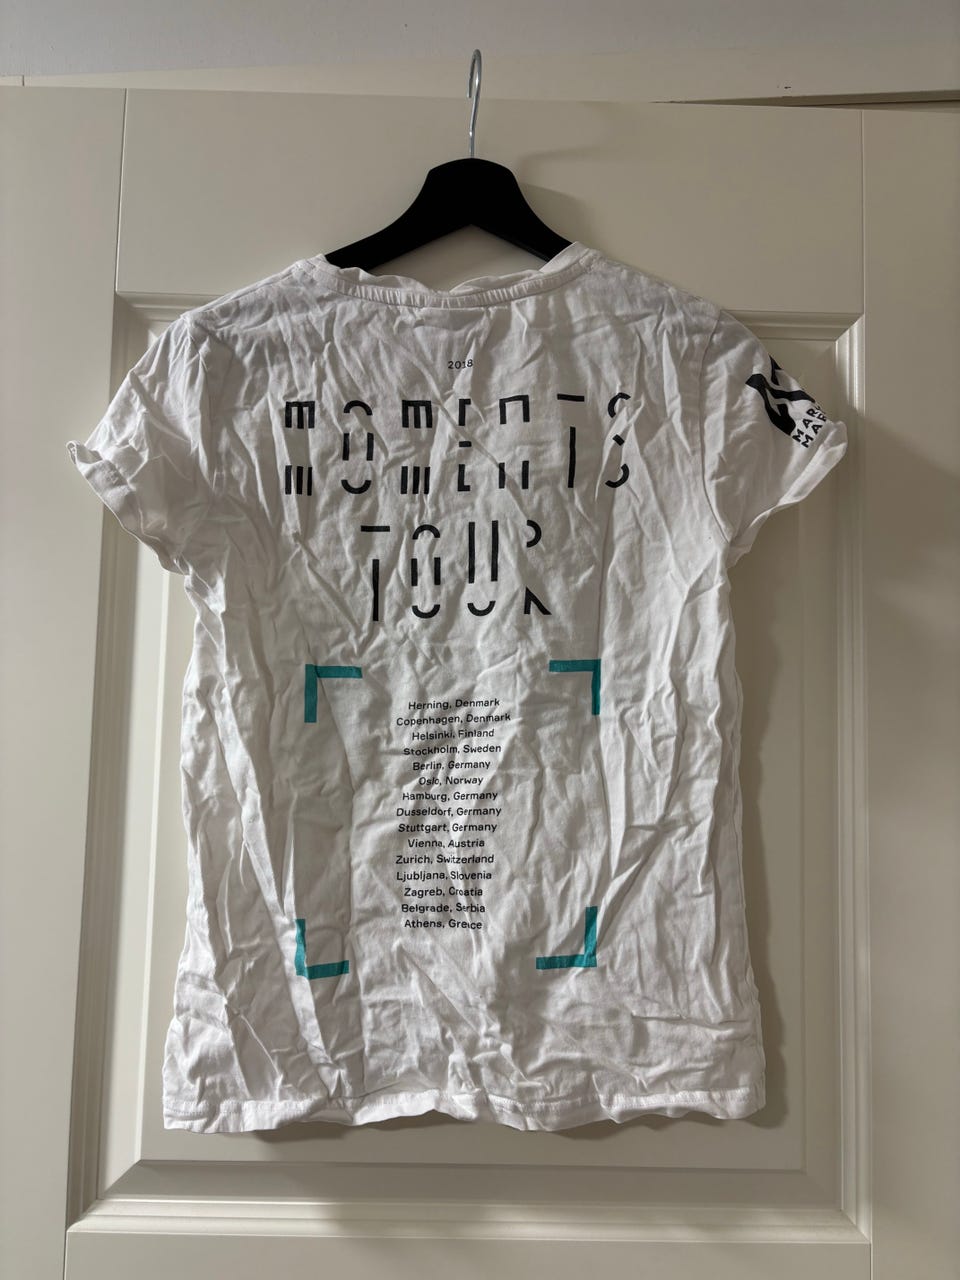 2018
MOMENTS
TOUR
Herning, Denmark
Copenhagen, Denmark
Helsinki, Finland
Stockholm, Sweden
Berlin, Germany
Oslo, Norway
Hamburg, Germany
Dusseldorf, Germany
Stuttgart, Germany
Vienna, Austria
Zurich, Switzerland
Ljubljana, Slovenia
Zagreb, Croatia
Belgrade, Serbia
Athens, Greece